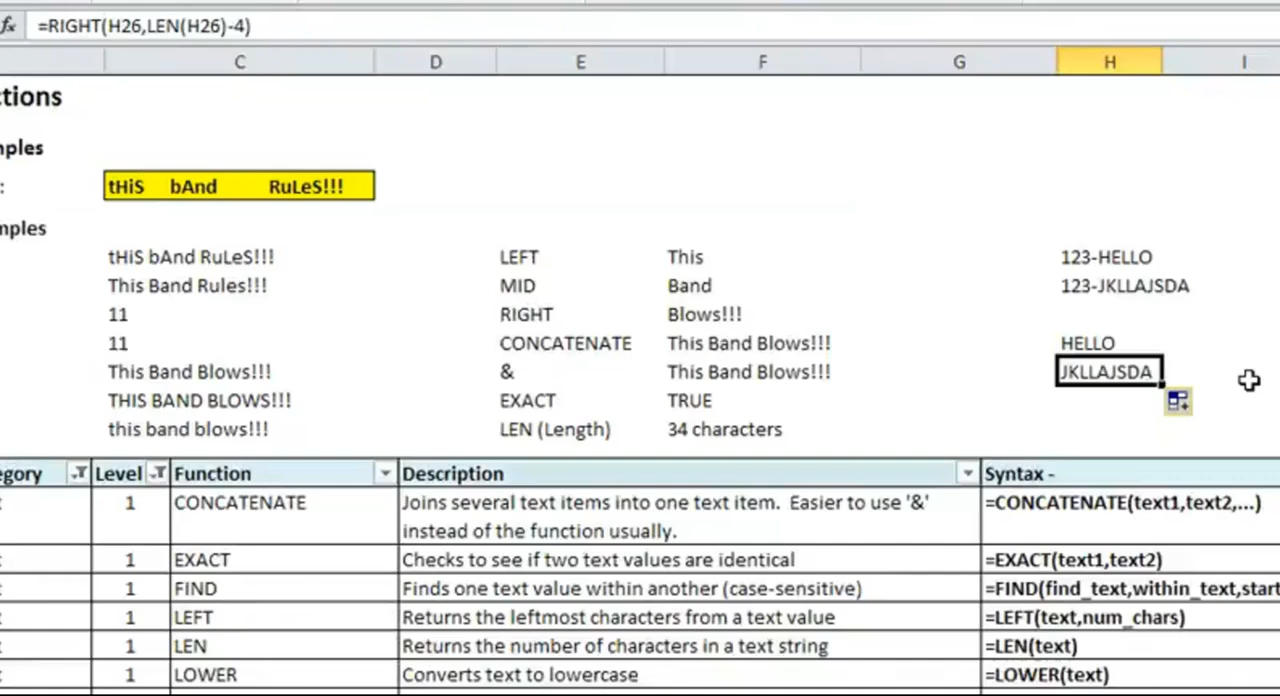 fx =RIGHT(H26,LEN(H26)-4)
C D E F G H I
ctions
mples
: tHiS bAnd RuLeS!!!
mples
tHiS bAnd RuLeS!!! LEFT This 123-HELLO
This Band Rules!!! MID Band 123-JKLLAJSDA
11 RIGHT Blows!!!
11 CONCATENATE This Band Blows!!! HELLO
This Band Blows!!! & This Band Blows!!! JKLLAJSDA
THIS BAND BLOWS!!! EXACT TRUE
this band blows!!! LEN (Length) 34 characters
egory Level Function Description Syntax -
t 1 CONCATENATE Joins several text items into one text item. Easier to use '&' =CONCATENATE(text1,text2,...)
instead of the function usually.
t 1 EXACT Checks to see if two text values are identical =EXACT(text1,text2)
t 1 FIND Finds one text value within another (case-sensitive) =FIND(find_text,within_text,start
t 1 LEFT Returns the leftmost characters from a text value =LEFT(text,num_chars)
t 1 LEN Returns the number of characters in a text string =LEN(text)
t 1 LOWER Converts text to lowercase =LOWER(text)